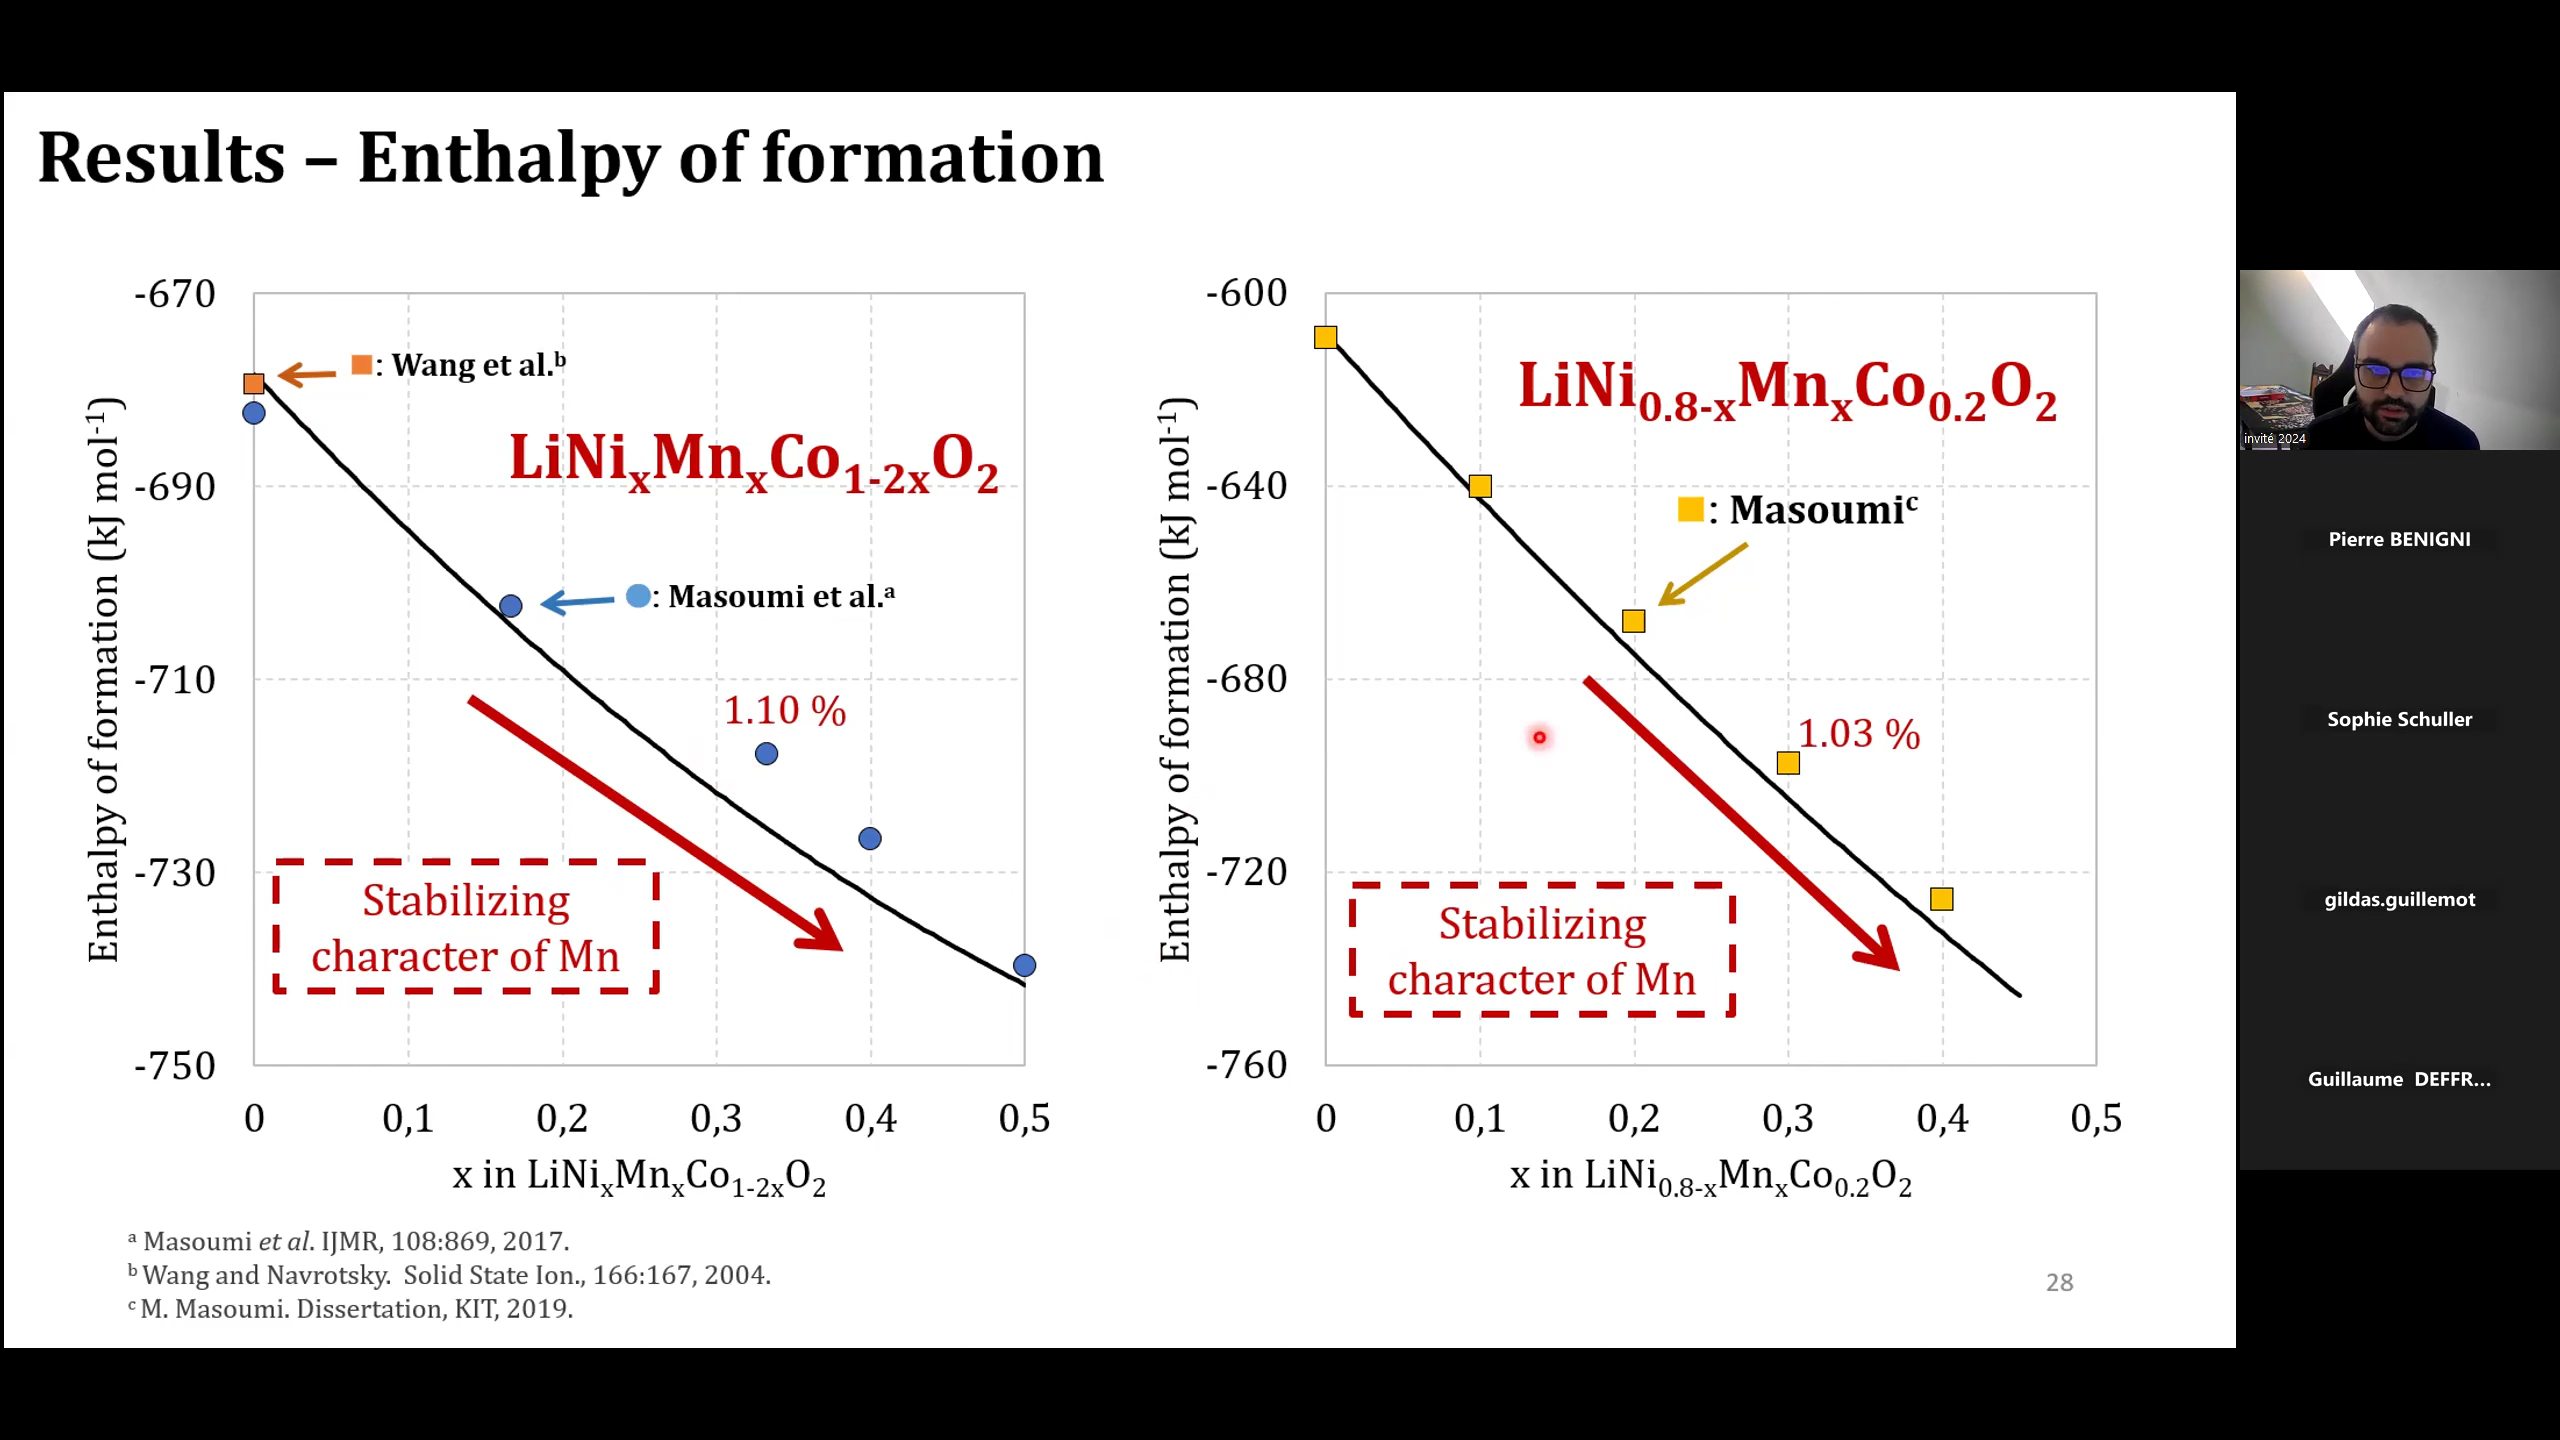 Results – Enthalpy of formation
Enthalpy of formation (kJ mol-1)
-670
-690
-710
-730
-750
0
0,1
0,2
0,3
0,4
0,5
x in LiNixMnxCo1-2xO2
: Wang et al.b
LiNixMnxCo1-2xO2
: Masoumi et al.a
1.10 %
Stabilizing
character of Mn
Enthalpy of formation (kJ mol-1)
-600
-640
-680
-720
-760
0
0,1
0,2
0,3
0,4
0,5
x in LiNi0.8-xMnxCo0.2O2
LiNi0.8-xMnxCo0.2O2
: Masoumic
1.03 %
Stabilizing
character of Mn
a Masoumi et al. IJMR, 108:869, 2017.
b Wang and Navrotsky. Solid State Ion., 166:167, 2004.
c M. Masoumi. Dissertation, KIT, 2019.
28
invité 2024
Pierre BENIGNI
Sophie Schuller
gildas.guillemot
Guillaume DEFFR...